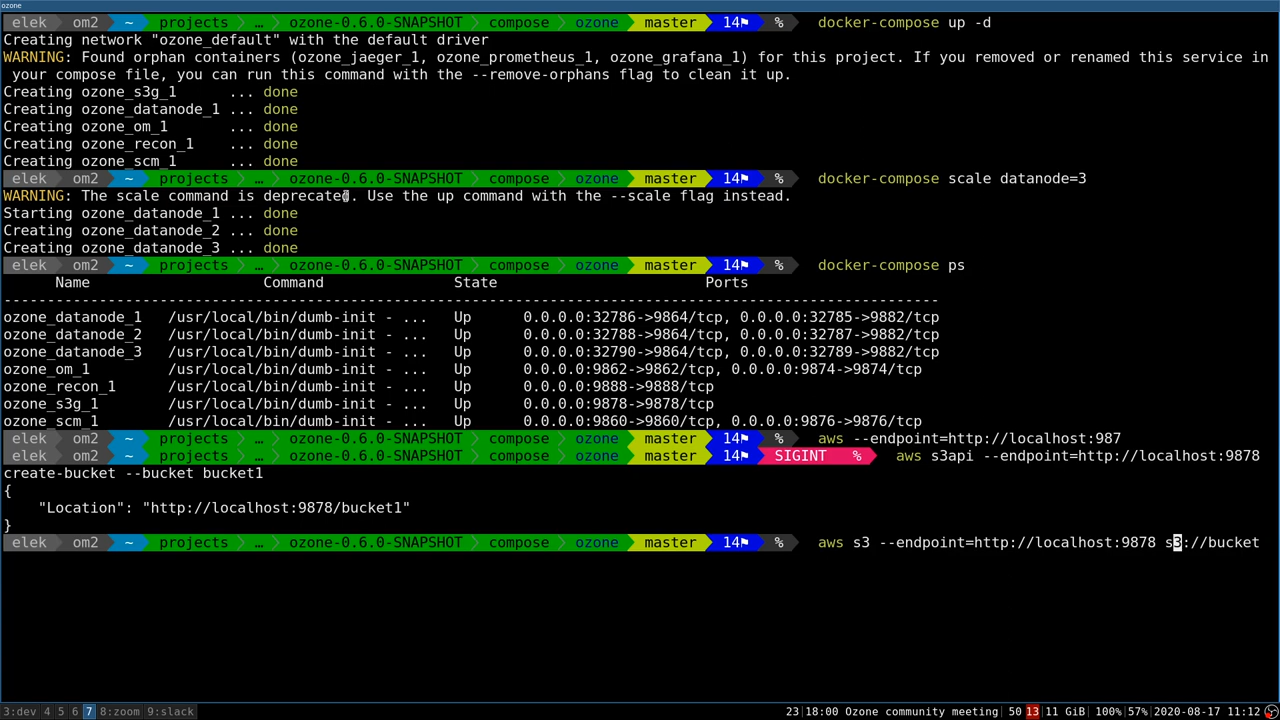 ozone
elek om2 ~ projects … ozone-0.6.0-SNAPSHOT compose ozone master 14⚑ % docker-compose up -d
Creating network "ozone_default" with the default driver
WARNING: Found orphan containers (ozone_jaeger_1, ozone_prometheus_1, ozone_grafana_1) for this project. If you removed or renamed this service in
your compose file, you can run this command with the --remove-orphans flag to clean it up.
Creating ozone_s3g_1 ... done
Creating ozone_datanode_1 ... done
Creating ozone_om_1 ... done
Creating ozone_recon_1 ... done
Creating ozone_scm_1 ... done
elek om2 ~ projects … ozone-0.6.0-SNAPSHOT compose ozone master 14⚑ % docker-compose scale datanode=3
WARNING: The scale command is deprecated. Use the up command with the --scale flag instead.
Starting ozone_datanode_1 ... done
Creating ozone_datanode_2 ... done
Creating ozone_datanode_3 ... done
elek om2 ~ projects … ozone-0.6.0-SNAPSHOT compose ozone master 14⚑ % docker-compose ps
Name Command State Ports
------------------------------------------------------------------------------------------------------------
ozone_datanode_1 /usr/local/bin/dumb-init - ... Up 0.0.0.0:32786->9864/tcp, 0.0.0.0:32785->9882/tcp
ozone_datanode_2 /usr/local/bin/dumb-init - ... Up 0.0.0.0:32788->9864/tcp, 0.0.0.0:32787->9882/tcp
ozone_datanode_3 /usr/local/bin/dumb-init - ... Up 0.0.0.0:32790->9864/tcp, 0.0.0.0:32789->9882/tcp
ozone_om_1 /usr/local/bin/dumb-init - ... Up 0.0.0.0:9862->9862/tcp, 0.0.0.0:9874->9874/tcp
ozone_recon_1 /usr/local/bin/dumb-init - ... Up 0.0.0.0:9888->9888/tcp
ozone_s3g_1 /usr/local/bin/dumb-init - ... Up 0.0.0.0:9878->9878/tcp
ozone_scm_1 /usr/local/bin/dumb-init - ... Up 0.0.0.0:9860->9860/tcp, 0.0.0.0:9876->9876/tcp
elek om2 ~ projects … ozone-0.6.0-SNAPSHOT compose ozone master 14⚑ % aws --endpoint=http://localhost:987
elek om2 ~ projects … ozone-0.6.0-SNAPSHOT compose ozone master 14⚑ SIGINT % aws s3api --endpoint=http://localhost:9878
create-bucket --bucket bucket1
{
"Location": "http://localhost:9878/bucket1"
}
elek om2 ~ projects … ozone-0.6.0-SNAPSHOT compose ozone master 14⚑ % aws s3 --endpoint=http://localhost:9878 s3://bucket
3:dev 4 5 6 7 8:zoom 9:slack 23|18:00 Ozone community meeting| 50 13 11 GiB| 100%|57%|2020-08-17 11:12